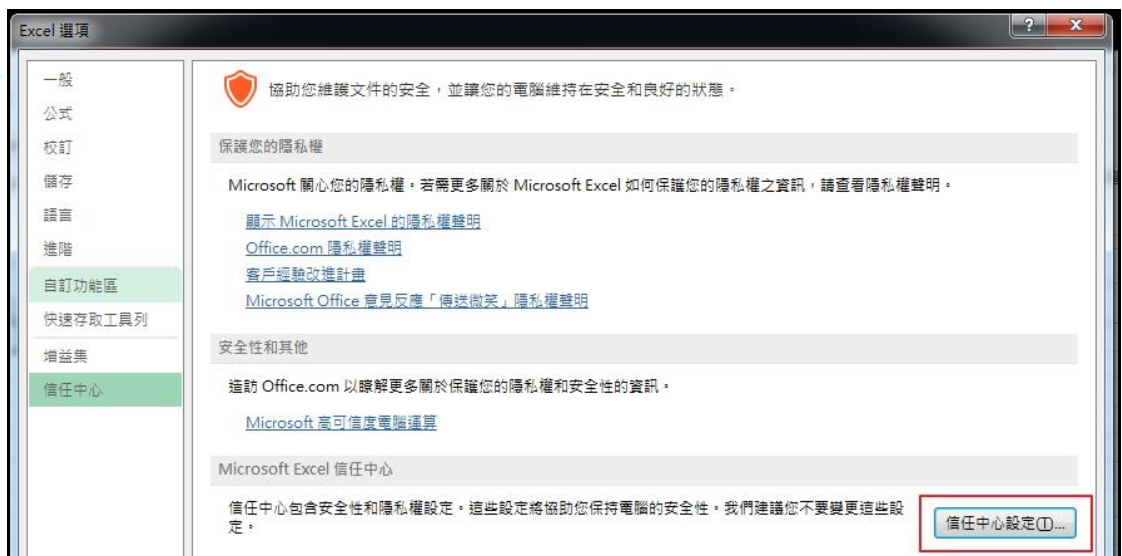 Excel 選項
一般
公式
校訂
儲存
語言
進階
自訂功能區
快速存取工具列
增益集
信任中心
協助您維護文件的安全，並讓您的電腦維持在安全和良好的狀態。
保護您的隱私權
Microsoft 關心您的隱私權。若需更多關於 Microsoft Excel 如何保護您的隱私權之資訊，請查看隱私權聲明。
顯示 Microsoft Excel 的隱私權聲明
Office.com 隱私權聲明
客戶經驗改進計畫
Microsoft Office 意見反應「傳送微笑」隱私權聲明
安全性和其他
造訪 Office.com 以瞭解更多關於保護您的隱私權和安全性的資訊。
Microsoft 高可信度電腦運算
Microsoft Excel 信任中心
信任中心包含安全性和隱私權設定。這些設定將協助您保持電腦的安全性。我們建議您不要變更這些設
定。
信任中心設定(T)...